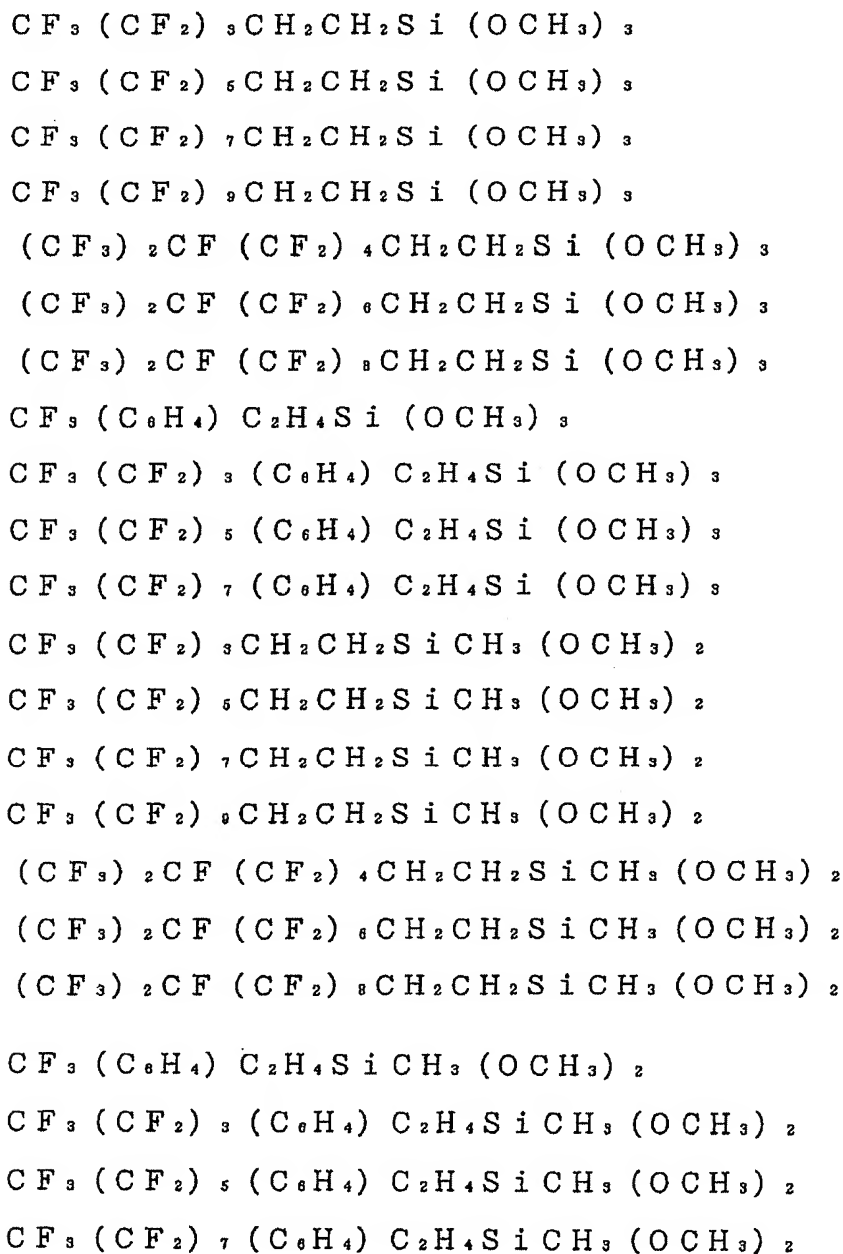 CF₃(CF₂)₃CH₂CH₂Si(OCH₃)₃
CF₃(CF₂)₅CH₂CH₂Si(OCH₃)₃
CF₃(CF₂)₇CH₂CH₂Si(OCH₃)₃
CF₃(CF₂)₉CH₂CH₂Si(OCH₃)₃
(CF₃)₂CF(CF₂)₄CH₂CH₂Si(OCH₃)₃
(CF₃)₂CF(CF₂)₆CH₂CH₂Si(OCH₃)₃
(CF₃)₂CF(CF₂)₈CH₂CH₂Si(OCH₃)₃
CF₃(C₆H₄)C₂H₄Si(OCH₃)₃
CF₃(CF₂)₃(C₆H₄)C₂H₄Si(OCH₃)₃
CF₃(CF₂)₅(C₆H₄)C₂H₄Si(OCH₃)₃
CF₃(CF₂)₇(C₆H₄)C₂H₄Si(OCH₃)₃
CF₃(CF₂)₃CH₂CH₂SiCH₃(OCH₃)₂
CF₃(CF₂)₅CH₂CH₂SiCH₃(OCH₃)₂
CF₃(CF₂)₇CH₂CH₂SiCH₃(OCH₃)₂
CF₃(CF₂)₉CH₂CH₂SiCH₃(OCH₃)₂
(CF₃)₂CF(CF₂)₄CH₂CH₂SiCH₃(OCH₃)₂
(CF₃)₂CF(CF₂)₆CH₂CH₂SiCH₃(OCH₃)₂
(CF₃)₂CF(CF₂)₈CH₂CH₂SiCH₃(OCH₃)₂
CF₃(C₆H₄)C₂H₄SiCH₃(OCH₃)₂
CF₃(CF₂)₃(C₆H₄)C₂H₄SiCH₃(OCH₃)₂
CF₃(CF₂)₅(C₆H₄)C₂H₄SiCH₃(OCH₃)₂
CF₃(CF₂)₇(C₆H₄)C₂H₄SiCH₃(OCH₃)₂